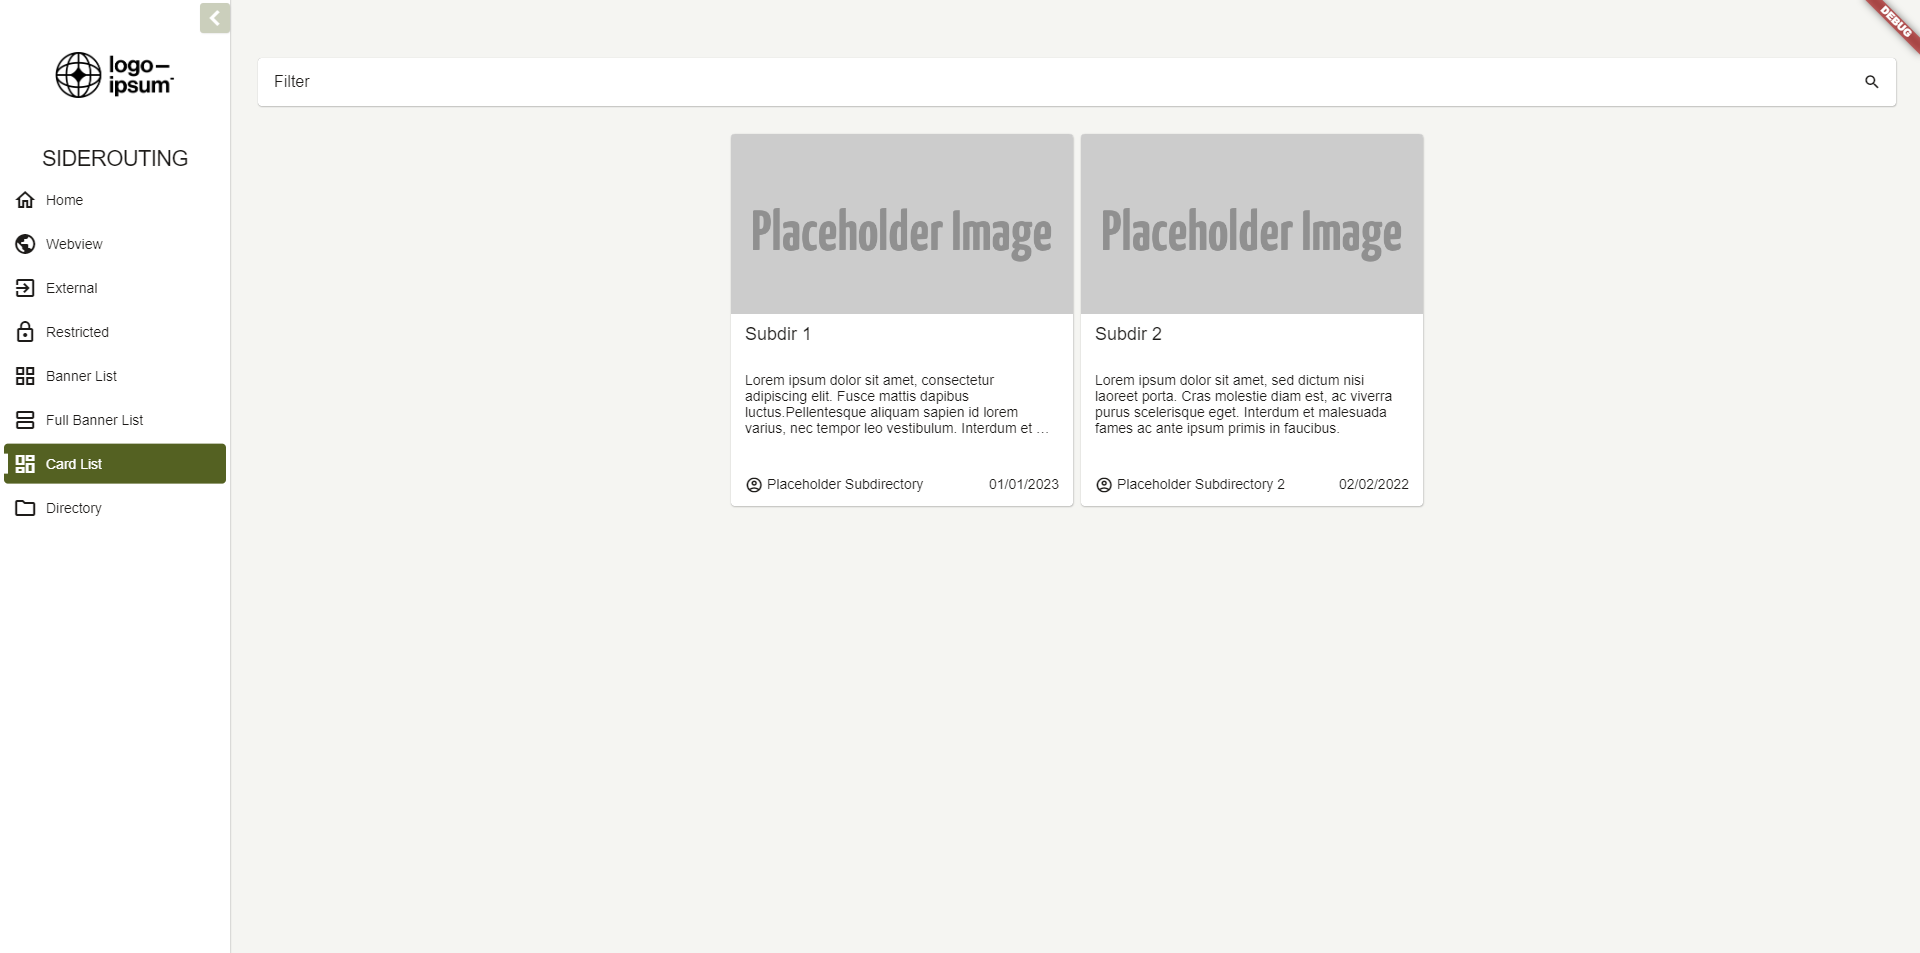 DEBUG
logo—
ipsum
SIDEROUTING
Home
Webview
External
Restricted
Banner List
Full Banner List
Card List
Directory
Filter
Placeholder Image
Subdir 1
Lorem ipsum dolor sit amet, consectetur
adipiscing elit. Fusce mattis dapibus
luctus.Pellentesque aliquam sapien id lorem
varius, nec tempor leo vestibulum. Interdum et …
Placeholder Subdirectory 01/01/2023
Placeholder Image
Subdir 2
Lorem ipsum dolor sit amet, sed dictum nisi
laoreet porta. Cras molestie diam est, ac viverra
purus scelerisque eget. Interdum et malesuada
fames ac ante ipsum primis in faucibus.
Placeholder Subdirectory 2 02/02/2022